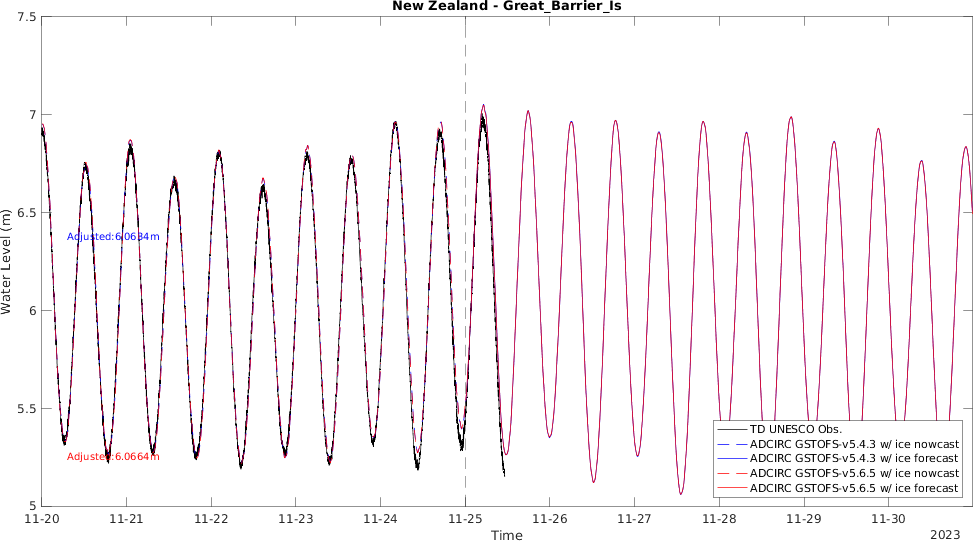 New Zealand - Great_Barrier_Is
7.5
7
6.5
6
5.5
5
Water Level (m)
Adjusted:6.0634m
Adjusted:6.0664m
TD UNESCO Obs.
ADCIRC GSTOFS-v5.4.3 w/ ice nowcast
ADCIRC GSTOFS-v5.4.3 w/ ice forecast
ADCIRC GSTOFS-v5.6.5 w/ ice nowcast
ADCIRC GSTOFS-v5.6.5 w/ ice forecast
11-20 11-21 11-22 11-23 11-24 11-25 11-26 11-27 11-28 11-29 11-30
Time
2023